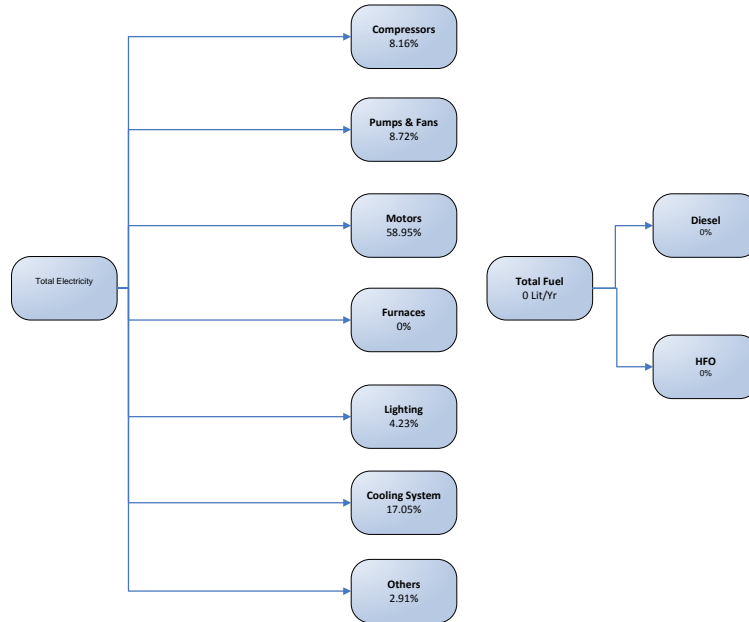 Total Electricity
Compressors
8.16%
Pumps & Fans
8.72%
Motors
58.95%
Furnaces
0%
Lighting
4.23%
Cooling System
17.05%
Others
2.91%
Total Fuel
0 Lit/Yr
Diesel
0%
HFO
0%